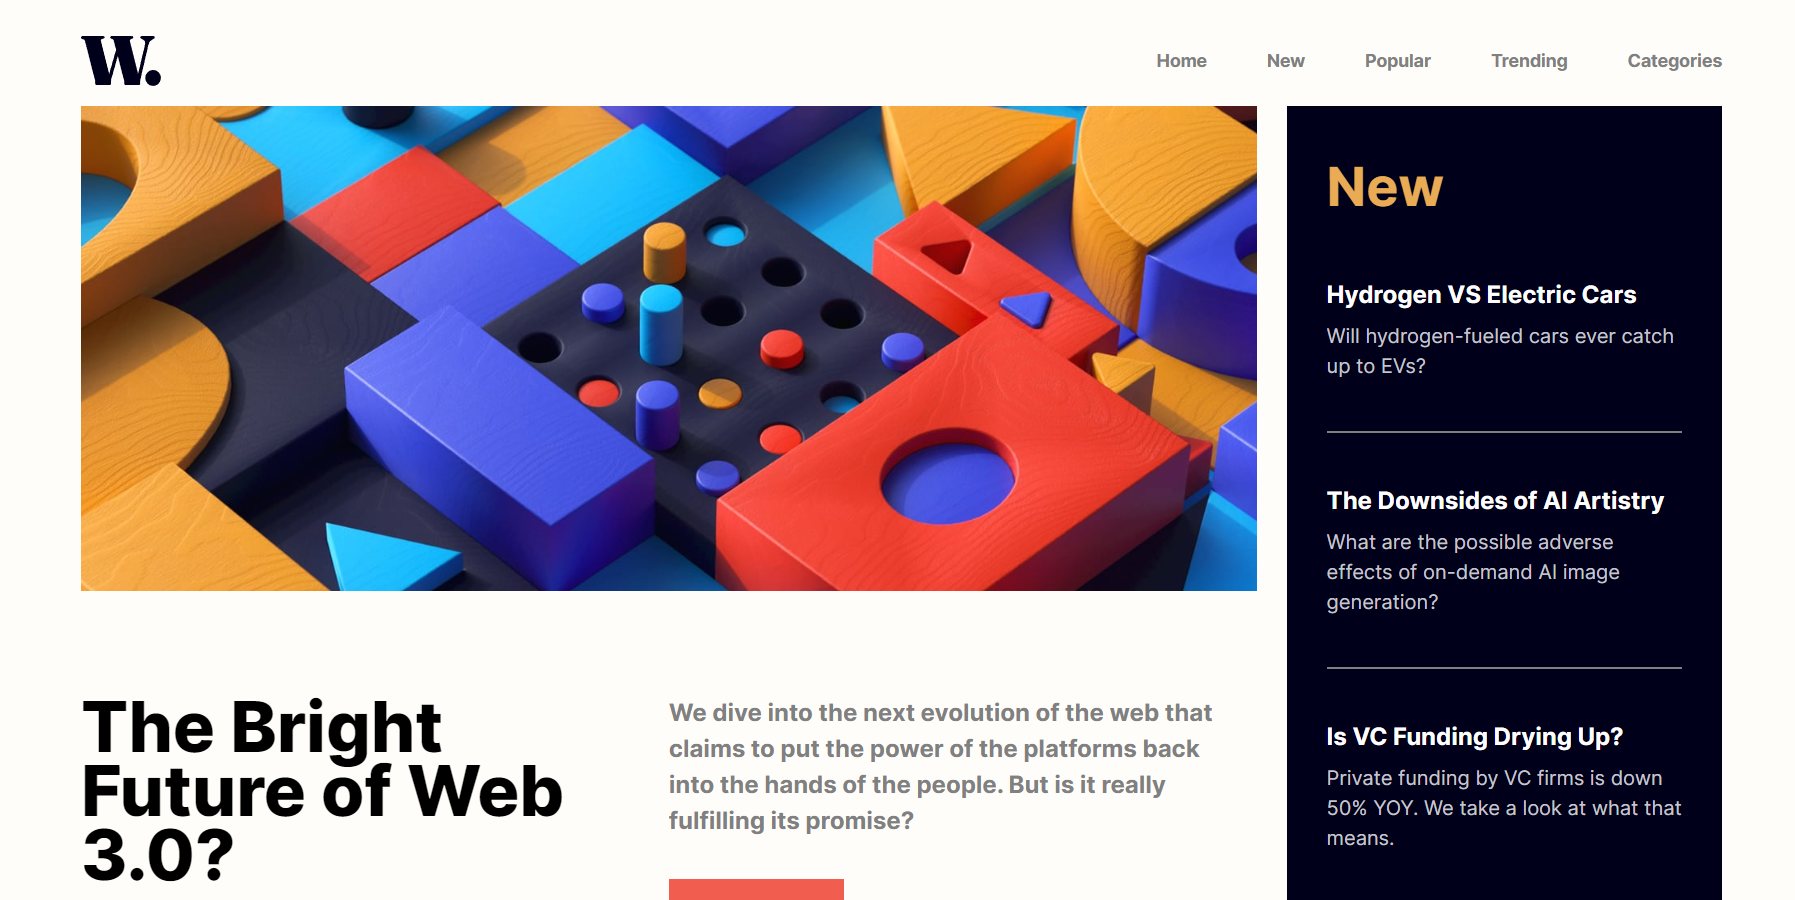 W.
Home
New
Popular
Trending
Categories
New
Hydrogen VS Electric Cars
Will hydrogen-fueled cars ever catch
up to EVs?
The Downsides of AI Artistry
What are the possible adverse
effects of on-demand AI image
generation?
Is VC Funding Drying Up?
Private funding by VC firms is down
50% YOY. We take a look at what that
means.
The Bright
Future of Web
3.0?
We dive into the next evolution of the web that
claims to put the power of the platforms back
into the hands of the people. But is it really
fulfilling its promise?